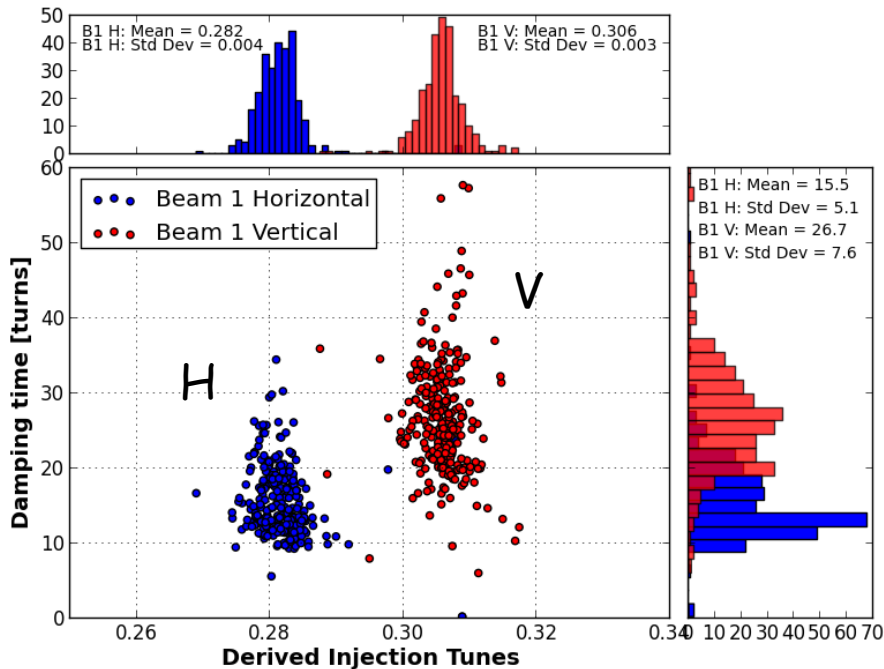 50
40
30
20
10
0
B1 H: Mean = 0.282
B1 H: Std Dev = 0.004
B1 V: Mean = 0.306
B1 V: Std Dev = 0.003
60
50
40
30
20
10
0
Damping time [turns]
Beam 1 Horizontal
Beam 1 Vertical
H
V
0.26
0.28
0.30
0.32
0.34
Derived Injection Tunes
B1 H: Mean = 15.5
B1 H: Std Dev = 5.1
B1 V: Mean = 26.7
B1 V: Std Dev = 7.6
0 10 20 30 40 50 60 70